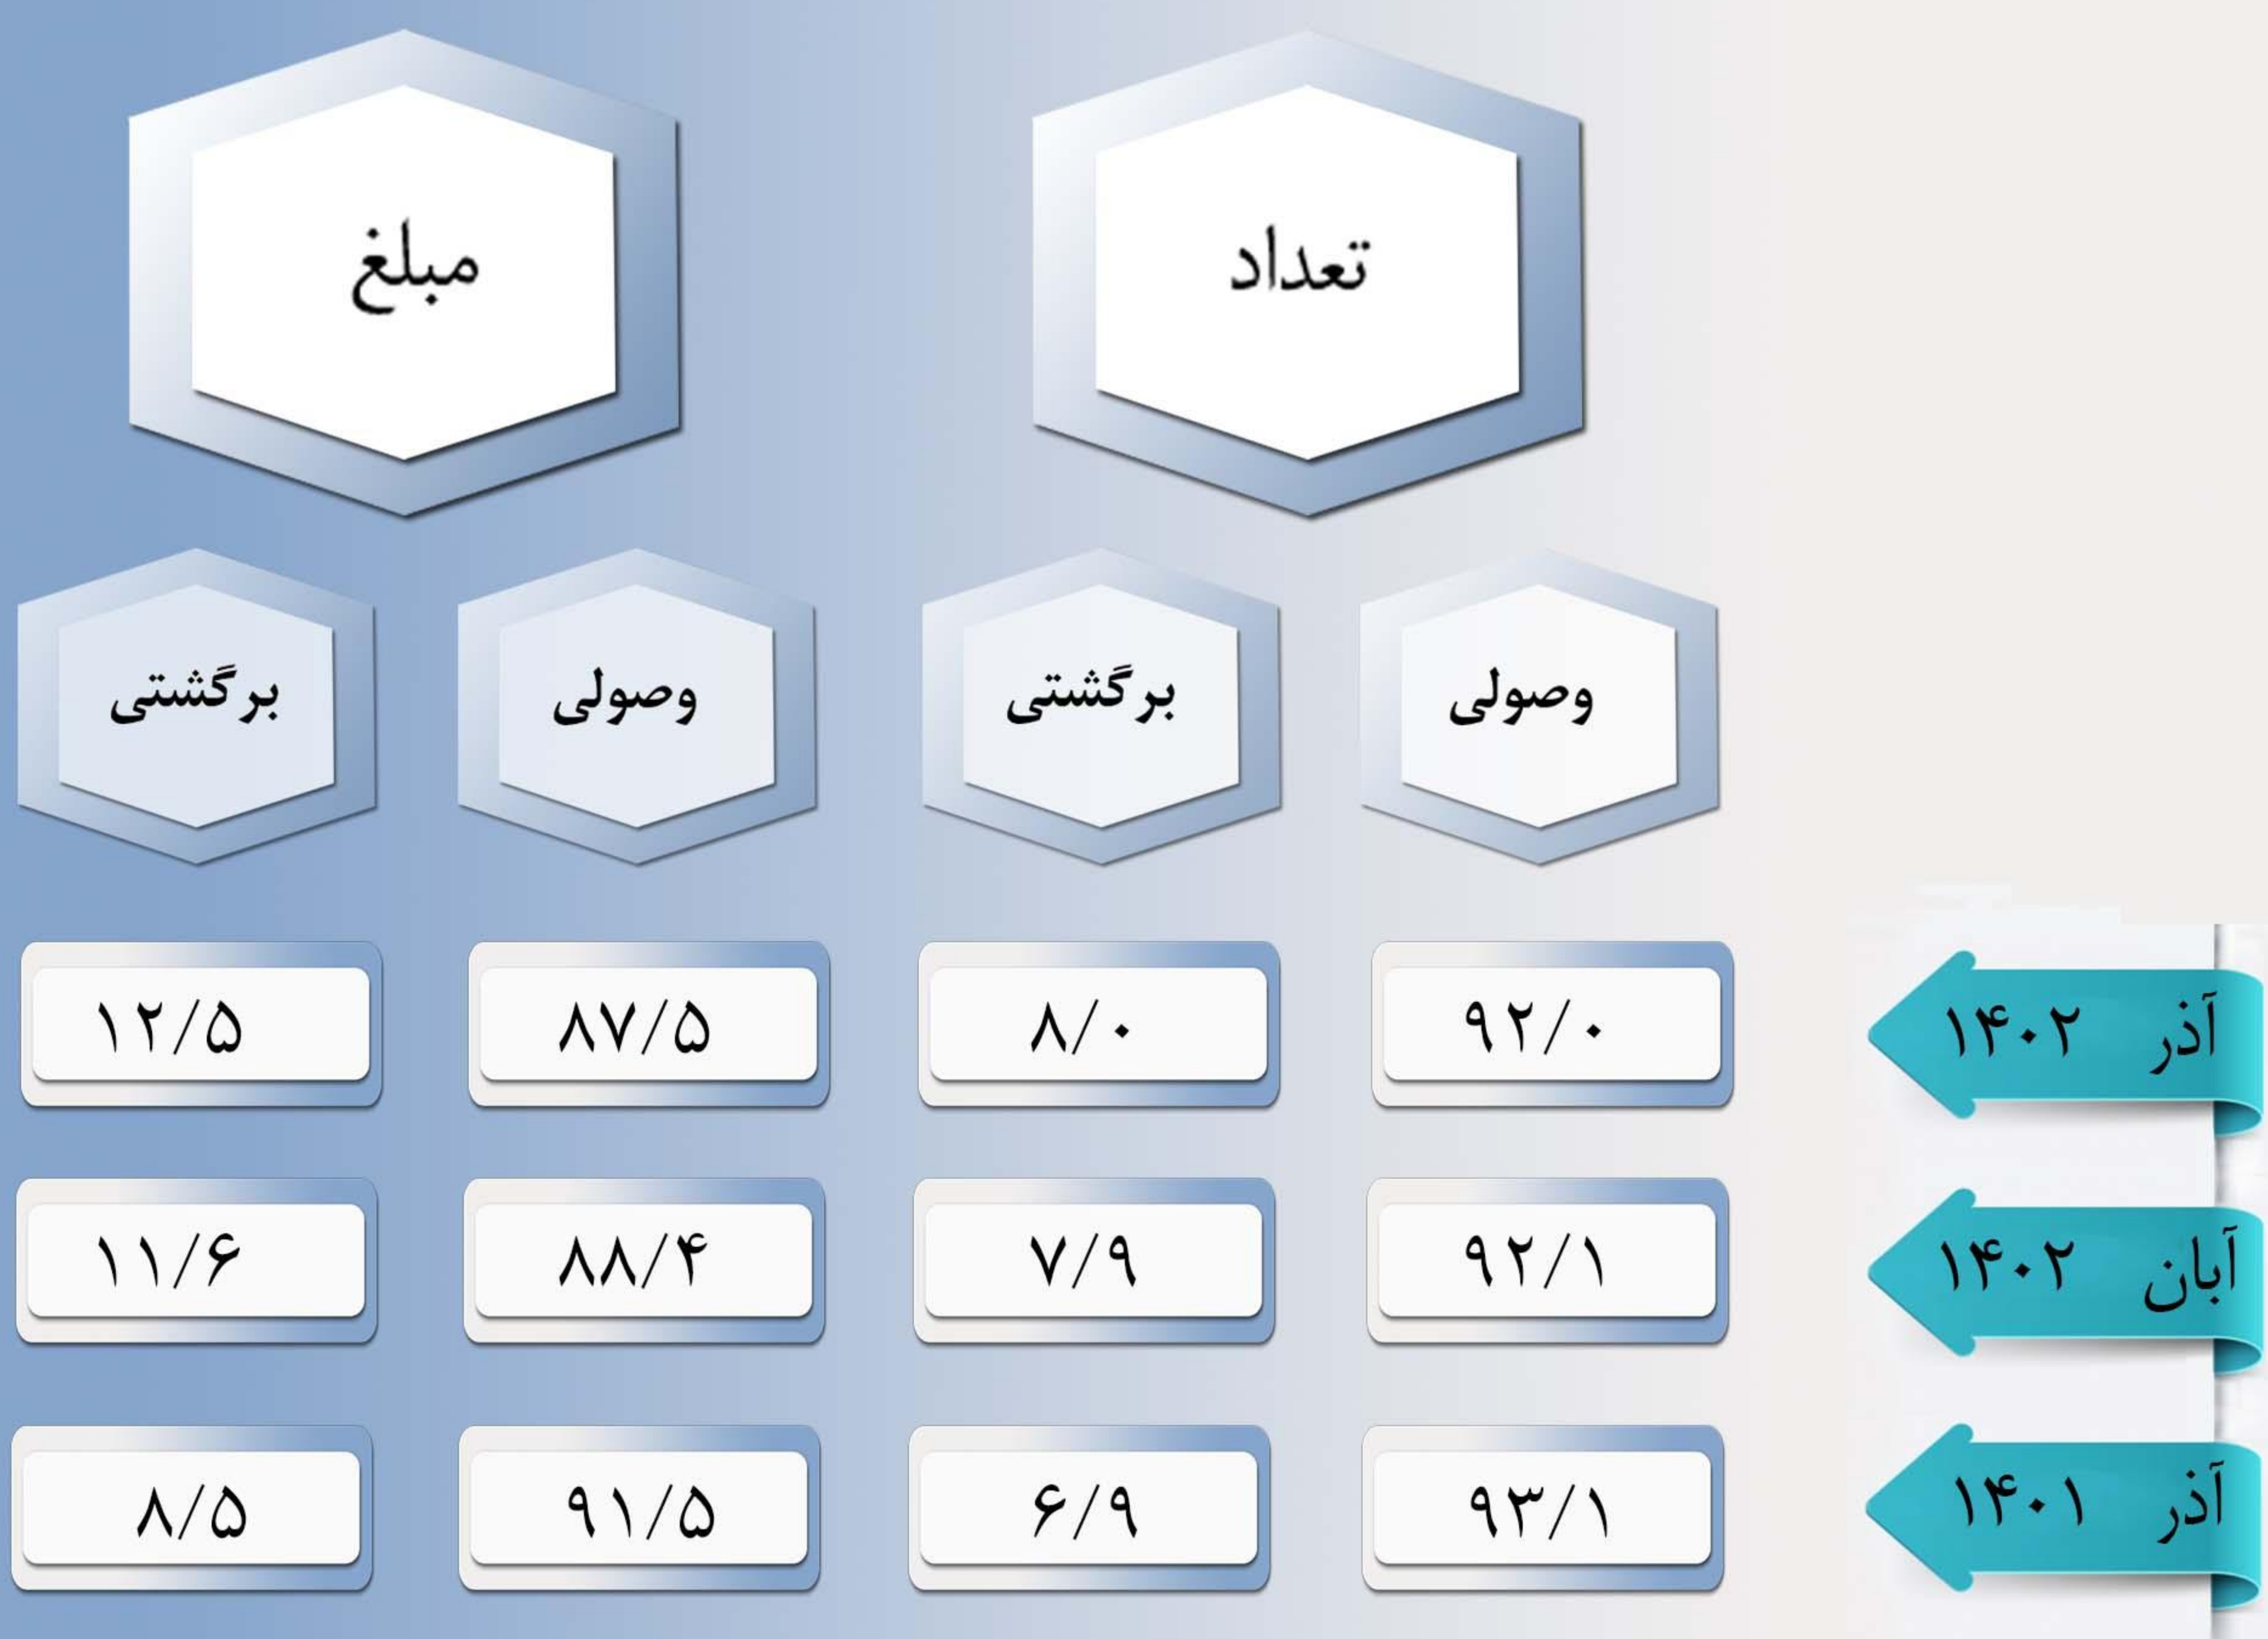 تعداد مبلغ
وصولی برگشتی وصولی برگشتی
آذر ۱۴۰۲ ۹۲/۰ ۸/۰ ۸۷/۵ ۱۲/۵
آبان ۱۴۰۲ ۹۲/۱ ۷/۹ ۸۸/۴ ۱۱/۶
آذر ۱۴۰۱ ۹۳/۱ ۶/۹ ۹۱/۵ ۸/۵